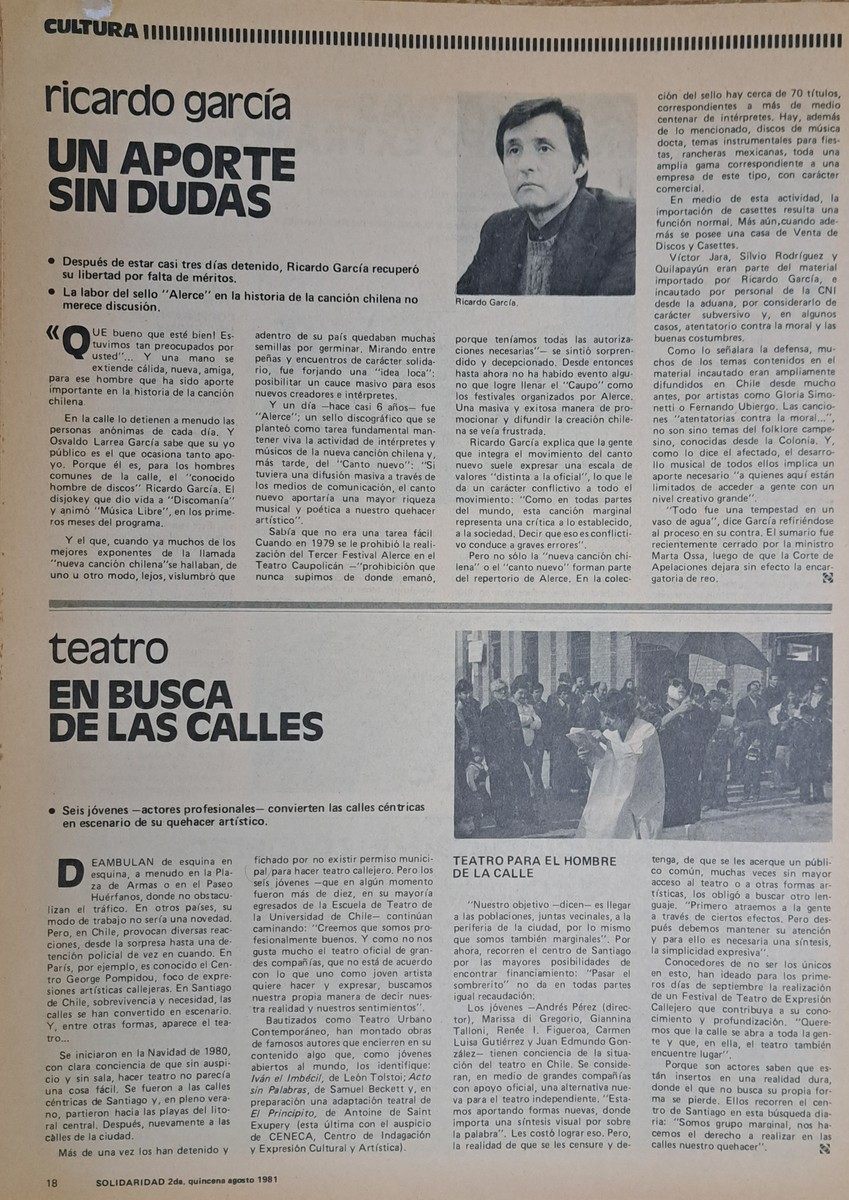 CULTURA
ricardo garcía
UN APORTE
SIN DUDAS
● Después de estar casi tres días detenido, Ricardo García recuperó
su libertad por falta de méritos.
● La labor del sello "Alerce" en la historia de la canción chilena no
merece discusión.
Ricardo García.
«QUE bueno que esté bien! Es-
tuvimos tan preocupados por
usted"... Y una mano se
extiende cálida, nueva, amiga,
para ese hombre que ha sido aporte
importante en la historia de la canción
chilena.
En la calle lo detienen a menudo las
personas anónimas de cada día. Y
Osvaldo Larrea García sabe que su yo
público es el que ocasiona tanto apo-
yo. Porque él es, para los hombres
comunes de la calle, el "conocido
hombre de discos" Ricardo García. El
disjokey que dio vida a "Discomanía"
y animó "Música Libre", en los prime-
ros meses del programa.
Y el que, cuando ya muchos de los
mejores exponentes de la llamada
"nueva canción chilena"se hallaban, de
uno u otro modo, lejos, vislumbró que
adentro de su país quedaban muchas
semillas por germinar. Mirando entre
peñas y encuentros de carácter solida-
rio, fue forjando una "idea loca":
posibilitar un cauce masivo para esos
nuevos creadores e intérpretes.
Y un día —hace casi 6 años— fue
"Alerce": un sello discográfico que se
planteó como tarea fundamental man-
tener viva la actividad de intérpretes y
músicos de la nueva canción chilena y,
más tarde, del "Canto nuevo": "Si
tuviera una difusión masiva a través de
los medios de comunicación, el canto
nuevo aportaría una mayor riqueza
musical y poética a nuestro quehacer
artístico".
Sabía que no era una tarea fácil
Cuando en 1979 se le prohibió la reali-
zación del Tercer Festival Alerce en el
Teatro Caupolicán —"prohibición que
nunca supimos de donde emanó,
porque teníamos todas las autoriza-
ciones necesarias"— se sintió sorpren-
dido y decepcionado. Desde entonces
hasta ahora no ha habido evento algu-
no que logre llenar el "Caupo" como
los festivales organizados por Alerce.
Una masiva y exitosa manera de pro-
mocionar y difundir la creación chile-
na se veía frustrada.
Ricardo García explica que la gente
que integra el movimiento del canto
nuevo suele expresar una escala de
valores "distinta a la oficial", lo que le
da un carácter conflictivo a todo el
movimiento: "Como en todas partes
del mundo, esta canción marginal
representa una crítica a lo establecido,
a la sociedad. Decir que eso es conflicti-
vo conduce a graves errores".
Pero no sólo la "nueva canción chi-
lena" o el "canto nuevo" forman parte
del repertorio de Alerce. En la colec-
ción del sello hay cerca de 70 títulos,
correspondientes a más de medio
centenar de intérpretes. Hay, además
de lo mencionado, discos de música
docta, temas instrumentales para fies-
tas, rancheras mexicanas, toda una
amplia gama correspondiente a una
empresa de este tipo, con carácter
comercial.
En medio de esta actividad, la
importación de casettes resulta una
función normal. Más aún,cuando ade-
más se posee una casa de Venta de
Discos y Casettes.
Víctor Jara, Silvio Rodríguez y
Quilapayún eran parte del material
importado por Ricardo García, e
incautado por personal de la CNI
desde la aduana, por considerarlo de
carácter subversivo y, en algunos
casos, atentatorio contra la moral y las
buenas costumbres.
Como lo señalara la defensa, mu-
chos de los temas contenidos en el
material incautado eran ampliamente
difundidos en Chile desde mucho
antes, por artistas como Gloria Simo-
netti o Fernando Ubiergo. Las cancio-
nes "atentatorias contra la moral...",
no son sino temas del folklore campe-
sino, conocidas desde la Colonia. Y,
como lo dice el afectado, el desarro-
llo musical de todos ellos implica un
aporte necesario "a quienes aquí están
limitados de acceder a gente con un
nivel creativo grande".
"Todo fue una tempestad en un
vaso de agua", dice García refiriéndose
al proceso en su contra. El sumario fue
recientemente cerrado por la ministro
Marta Ossa, luego de que la Corte de
Apelaciones dejara sin efecto la encar-
gatoria de reo.
teatro
EN BUSCA
DE LAS CALLES
● Seis jóvenes —actores profesionales— convierten las calles céntricas
en escenario de su quehacer artístico.
DEAMBULAN de esquina en
esquina, a menudo en la Pla-
za de Armas o en el Paseo
Huérfanos, donde no obstacu-
lizan el tráfico. En otros países, su
modo de trabajo no sería una novedad.
Pero, en Chile, provocan diversas reac-
ciones, desde la sorpresa hasta una de-
tención policial de vez en cuando. En
París, por ejemplo, es conocido el Cen-
tro George Pompidou, foco de expre-
siones artísticas callejeras. En Santiago
de Chile, sobrevivencia y necesidad, las
calles se han convertido en escenario.
Y, entre otras formas, aparece el tea-
tro...
Se iniciaron en la Navidad de 1980,
con clara conciencia de que sin auspi-
cio y sin sala, hacer teatro no parecía
una cosa fácil. Se fueron a las calles
céntricas de Santiago y, en pleno vera-
no, partieron hacia las playas del lito-
ral central. Después, nuevamente a las
calles de la ciudad.
Más de una vez los han detenido y
fichado por no existir permiso munici-
pal para hacer teatro callejero. Pero los
seis jóvenes —que en algún momento
fueron más de diez, en su mayoría
egresados de la Escuela de Teatro de
la Universidad de Chile— continúan
caminando: "Creemos que somos pro-
fesionalmente buenos. Y como no nos
gusta mucho el teatro oficial de gran-
des compañías, que no está de acuerdo
con lo que uno como joven artista
quiere hacer y expresar, buscamos
nuestra propia manera de decir nues-
tra realidad y nuestros sentimientos".
Bautizados como Teatro Urbano
Contemporáneo, han montado obras
de famosos autores que encierren en su
contenido algo que, como jóvenes
abiertos al mundo, los identifique:
Iván el Imbécil, de León Tolstoi; Acto
sin Palabras, de Samuel Beckett y, en
preparación una adaptación teatral de
El Principito, de Antoine de Saint
Exupery (esta última con el auspicio
de CENECA, Centro de Indagación
y Expresión Cultural y Artística).
TEATRO PARA EL HOMBRE
DE LA CALLE
"Nuestro objetivo —dicen— es llegar
a las poblaciones, juntas vecinales, a la
periferia de la ciudad, por lo mismo
que somos también marginales". Por
ahora, recorren el centro de Santiago
por las mayores posibilidades de
encontrar financiamiento: "Pasar el
sombrerito" no da en todas partes
igual recaudación.
Los jóvenes —Andrés Pérez (direc-
tor), Marissa di Gregorio, Giannina
Talloni, Renée I. Figueroa, Carmen
Luisa Gutiérrez y Juan Edmundo Gon-
zález— tienen conciencia de la situa-
ción del teatro en Chile. Se conside-
ran, en medio de grandes compañías
con apoyo oficial, una alternativa nue-
va para el teatro independiente. "Esta-
mos aportando formas nuevas, donde
importa una síntesis visual por sobre
la palabra". Les costó lograr eso. Pero,
la realidad de que se les censure y de-
tenga, de que se les acerque un públi-
co común, muchas veces sin mayor
acceso al teatro o a otras formas ar-
tísticas, los obligó a buscar otro len-
guaje. "Primero atraemos a la gente
a través de ciertos efectos. Pero des-
pués debemos mantener su atención
y para ello es necesaria una síntesis,
la simplicidad expresiva".
Conocedores de no ser los únicos
en esto, han ideado para los prime-
ros días de septiembre la realización
de un Festival de Teatro de Expresión
Callejero que contribuya a su cono-
cimiento y profundización. "Quere-
mos que la calle se abra a toda la gen-
te y que, en ella, el teatro también
encuentre lugar".
Porque son actores saben que es-
tán insertos en una realidad dura,
donde el que no busca su propia for-
ma se pierde. Ellos recorren el cen-
tro de Santiago en esta búsqueda dia-
ria: "Somos grupo marginal, nos ha-
cemos el derecho a realizar en las
calles nuestro quehacer".
18 SOLIDARIDAD 2da. quincena agosto 1981